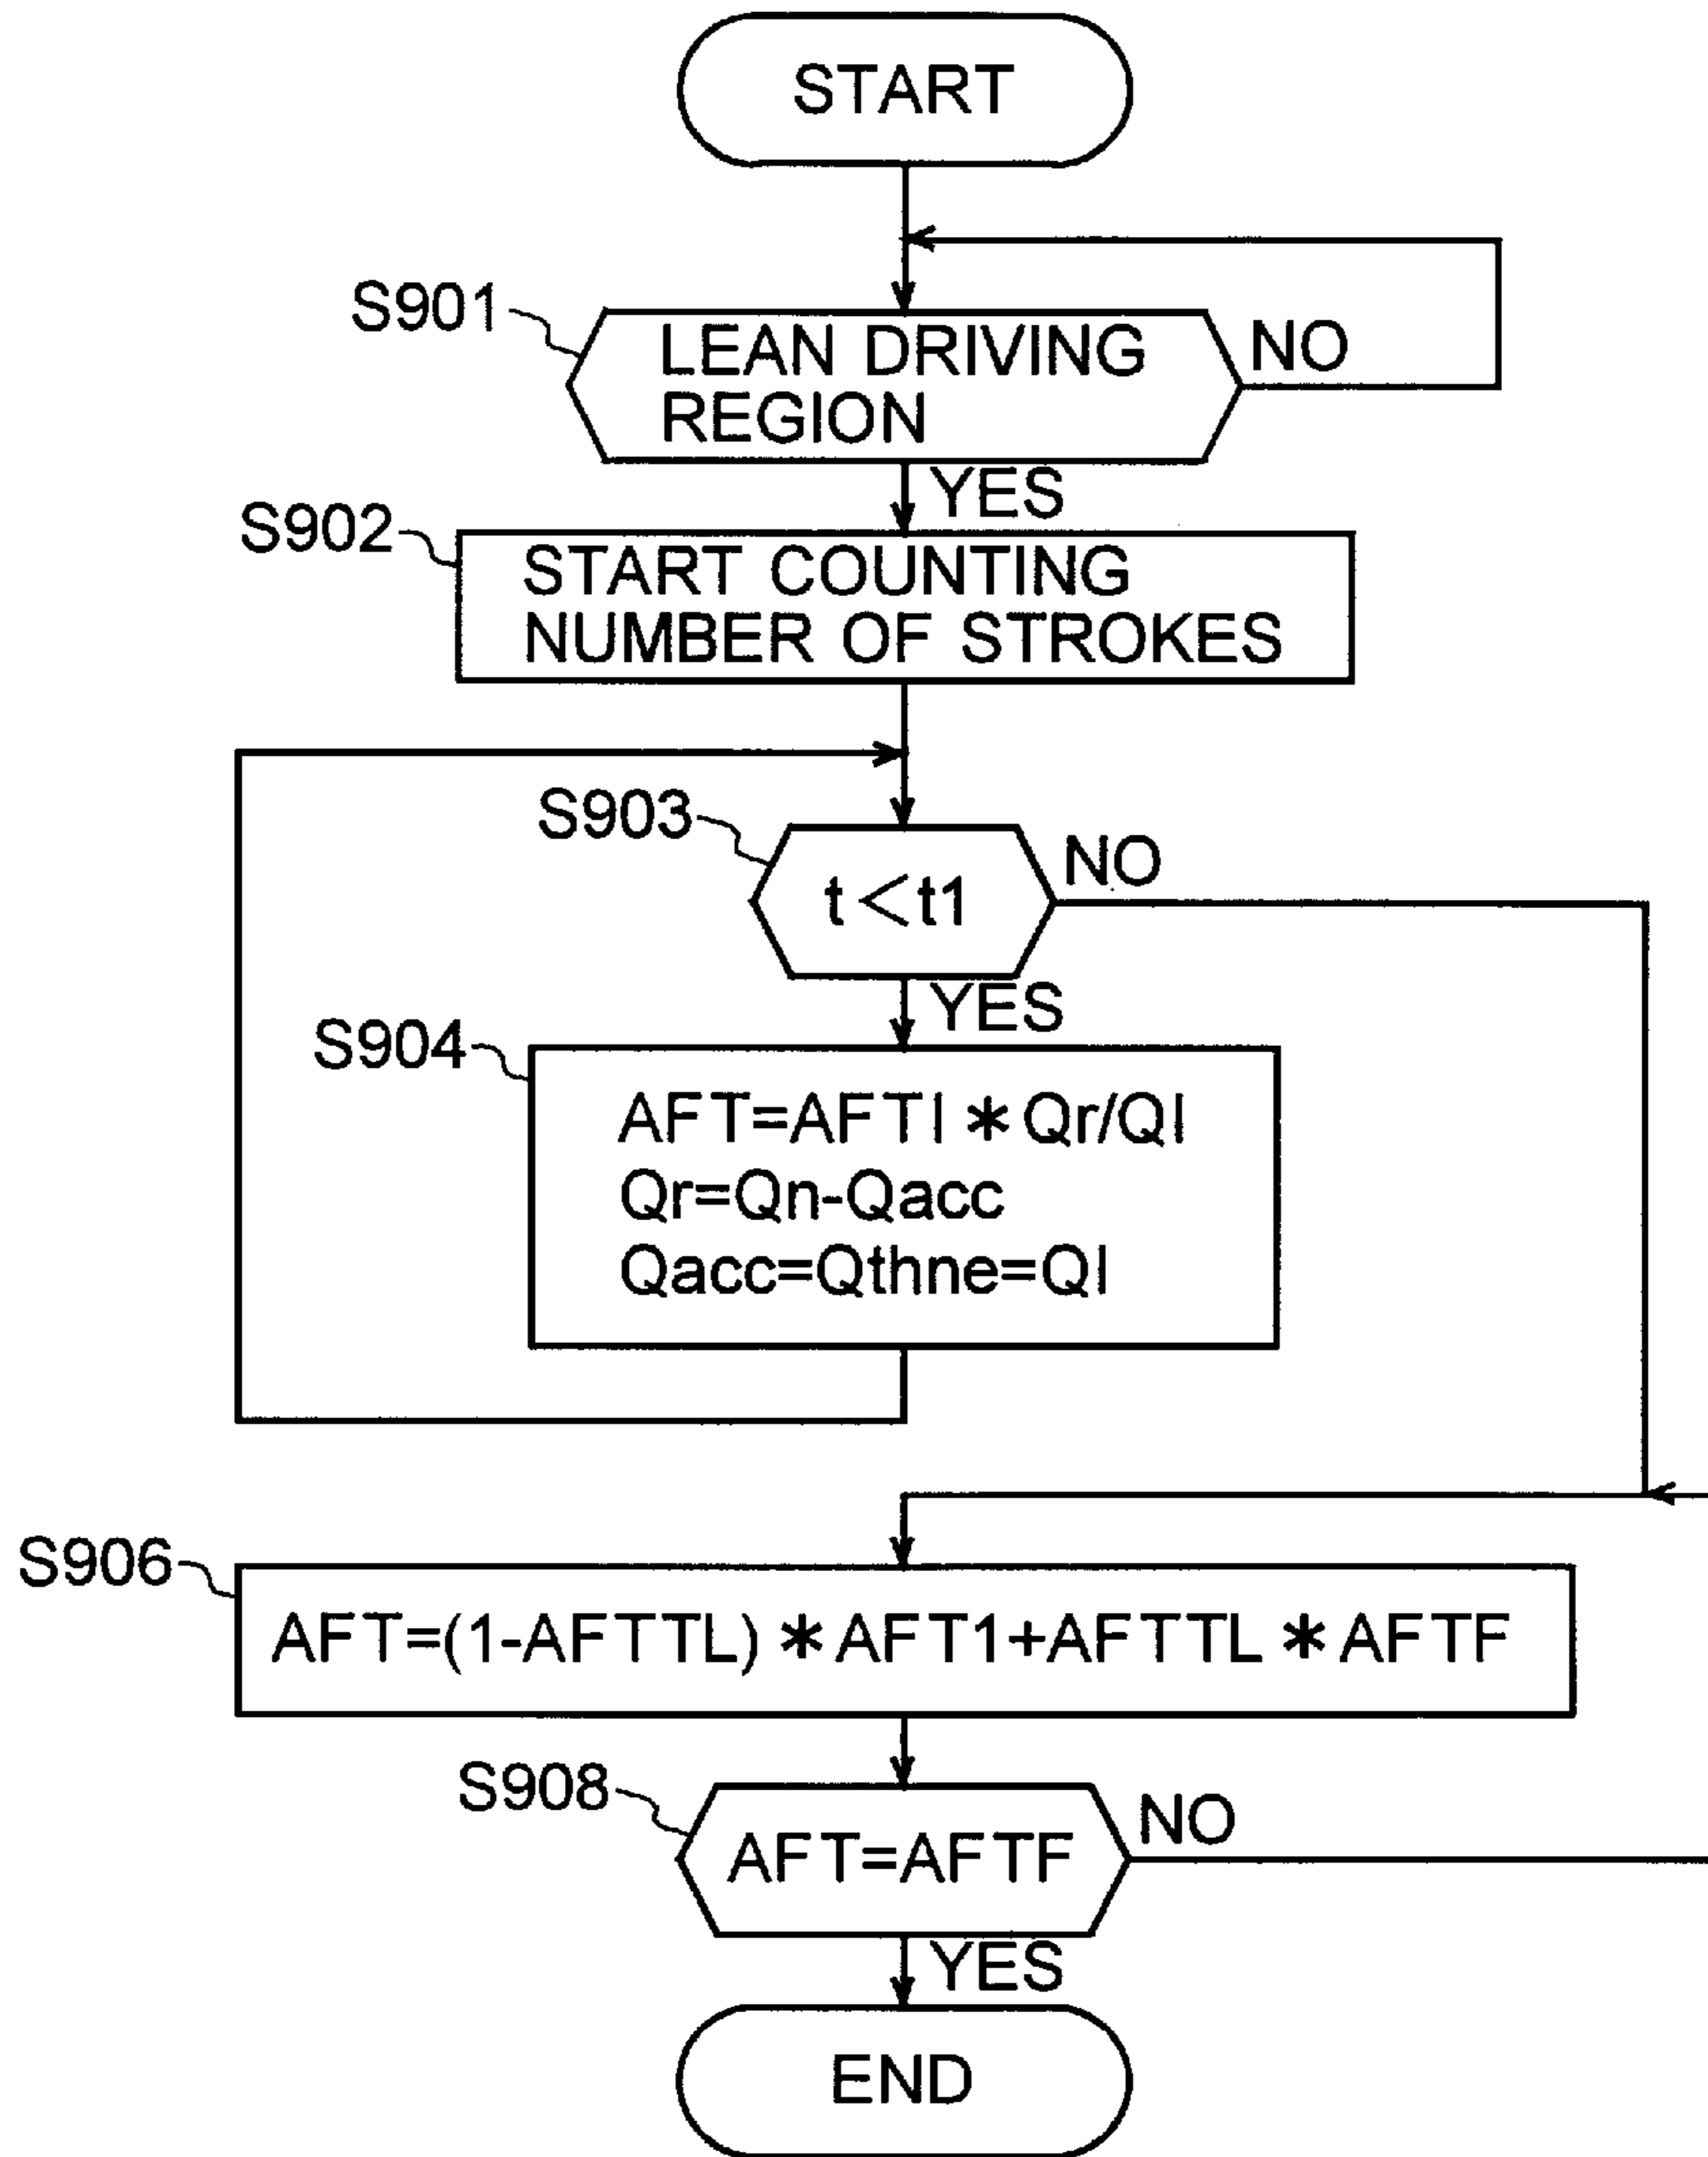 START
S901
LEAN DRIVING
REGION
NO
YES
S902
START COUNTING
NUMBER OF STROKES
S903
t<t1
NO
YES
S904
AFT=AFTI*Qr/QI
Qr=Qn-Qacc
Qacc=Qthne=QI
S906
AFT=(1-AFTTL)*AFT1+AFTTL*AFTF
S908
AFT=AFTF
NO
YES
END